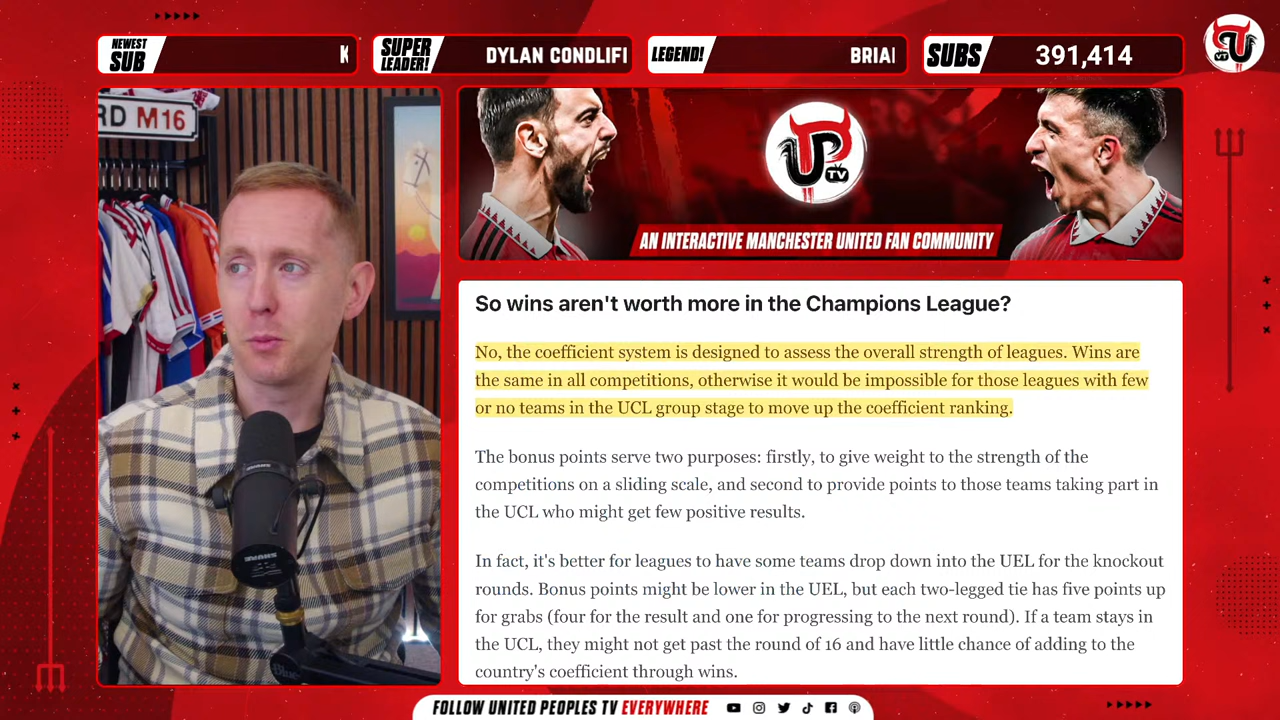 NEWEST
SUB
K
SUPER
LEADER!
DYLAN CONDLIFI
LEGEND!
BRIAI
SUBS
391,414
RD M16
UP
TV
AN INTERACTIVE MANCHESTER UNITED FAN COMMUNITY
So wins aren't worth more in the Champions League?
No, the coefficient system is designed to assess the overall strength of leagues. Wins are
the same in all competitions, otherwise it would be impossible for those leagues with few
or no teams in the UCL group stage to move up the coefficient ranking.
The bonus points serve two purposes: firstly, to give weight to the strength of the
competitions on a sliding scale, and second to provide points to those teams taking part in
the UCL who might get few positive results.
In fact, it's better for leagues to have some teams drop down into the UEL for the knockout
rounds. Bonus points might be lower in the UEL, but each two-legged tie has five points up
for grabs (four for the result and one for progressing to the next round). If a team stays in
the UCL, they might not get past the round of 16 and have little chance of adding to the
country's coefficient through wins.
SHURE
FOLLOW UNITED PEOPLES TV EVERYWHERE